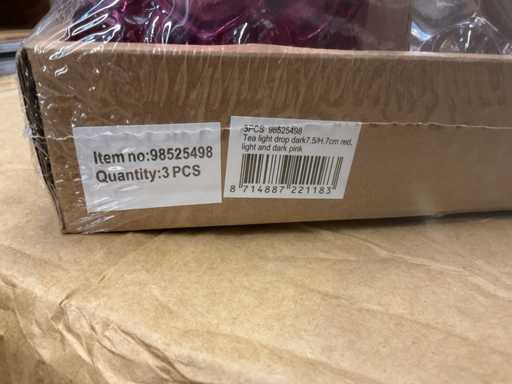 Item no:98525498
Quantity:3 PCS
3PCS 98525498
Tea light drop dark7,5/H.7cm red,
light and dark pink
8 714887 221183